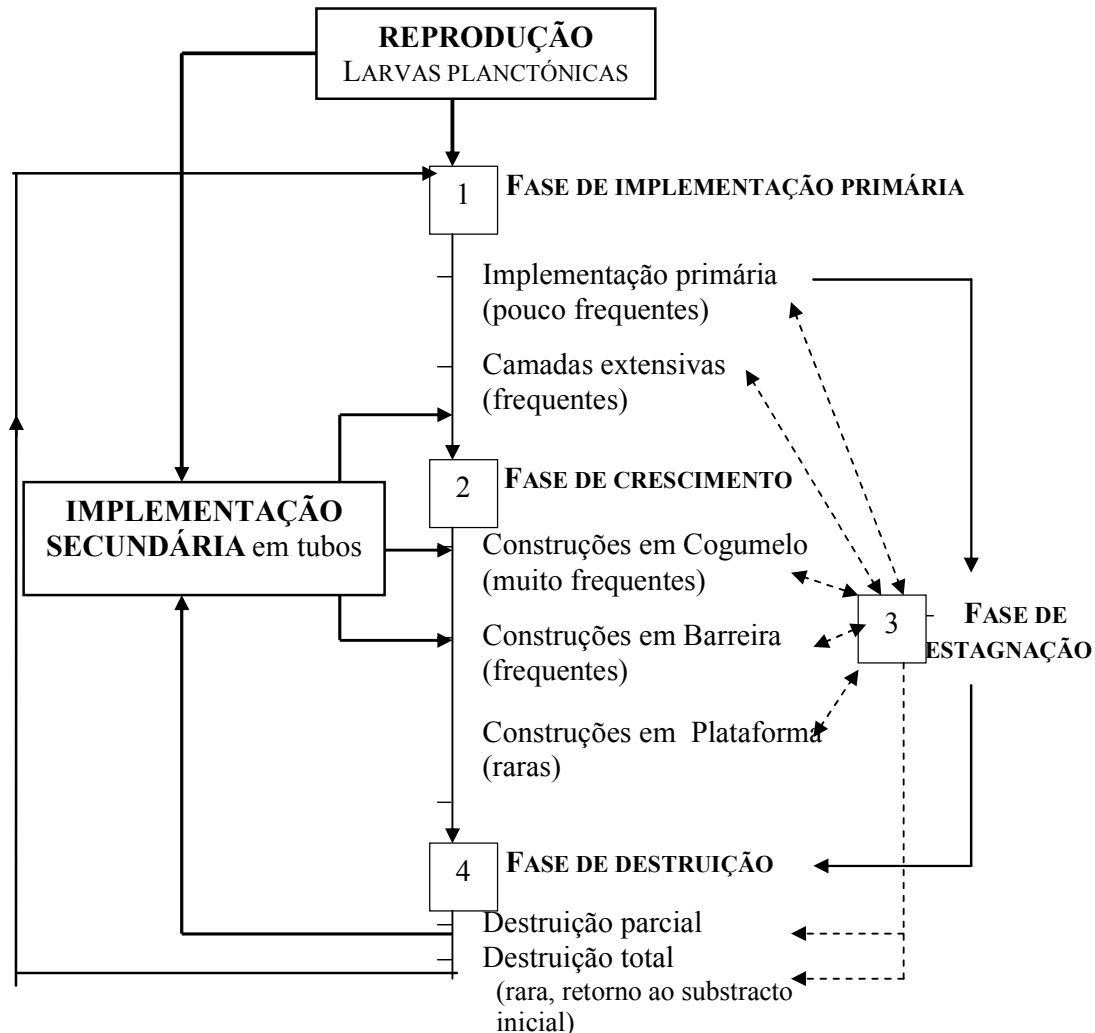 REPRODUÇÃO
LARVAS PLANCTÓNICAS
1
FASE DE IMPLEMENTAÇÃO PRIMÁRIA
Implementação primária
(pouco frequentes)
Camadas extensivas
(frequentes)
2
FASE DE CRESCIMENTO
IMPLEMENTAÇÃO
SECUNDÁRIA em tubos
Construções em Cogumelo
(muito frequentes)
Construções em Barreira
(frequentes)
Construções em Plataforma
(raras)
3
FASE DE
ESTAGNAÇÃO
4
FASE DE DESTRUIÇÃO
Destruição parcial
Destruição total
(rara, retorno ao substracto
inicial)